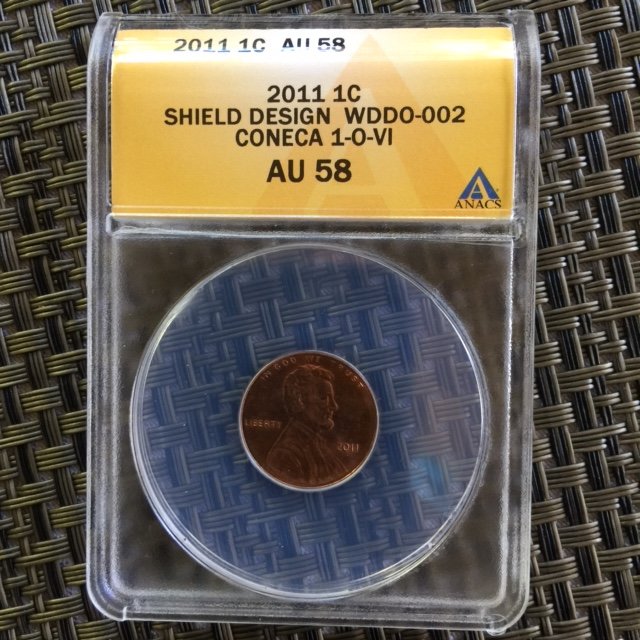 2011 1C AU 58
2011 1C
SHIELD DESIGN WDDO-002
CONECA 1-O-VI
AU 58
ANACS
IN GOD WE TRUST
LIBERTY
2011